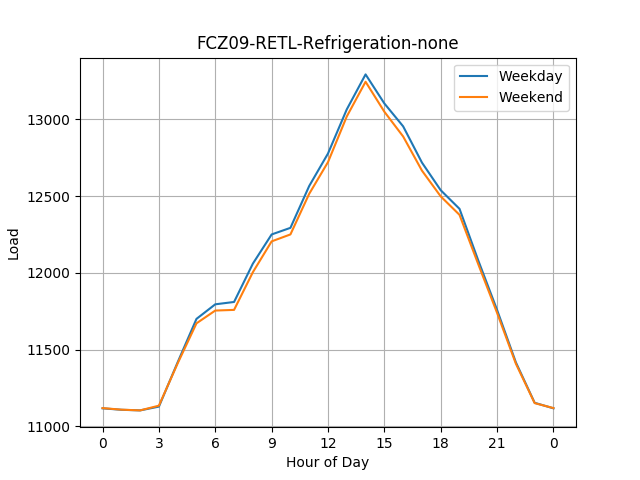 FCZ09-RETL-Refrigeration-none
Weekday
Weekend
13000
12500
12000
11500
11000
Load
0 3 6 9 12 15 18 21 0
Hour of Day